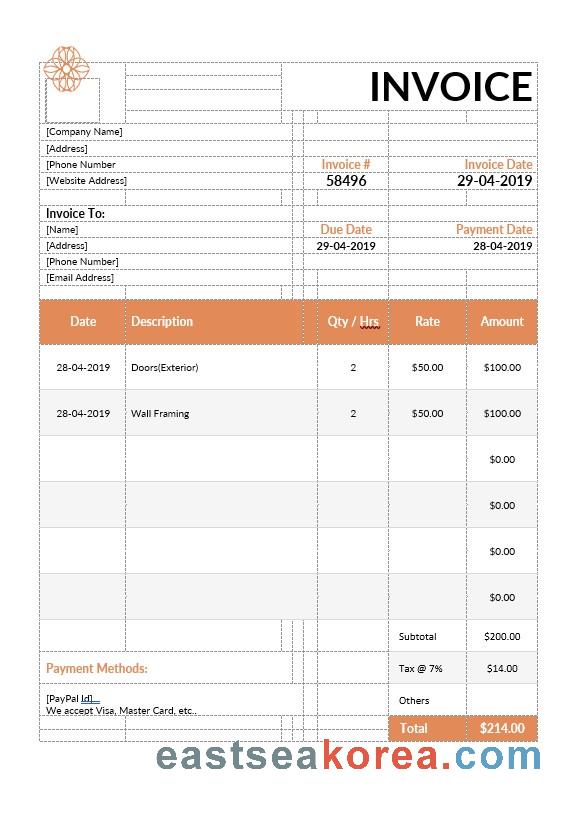 INVOICE
[Company Name]
[Address]
[Phone Number Invoice # Invoice Date
[Website Address] 58496 29-04-2019
Invoice To:
[Name] Due Date Payment Date
[Address] 29-04-2019 28-04-2019
[Phone Number]
[Email Address]
Date Description Qty / Hrs Rate Amount
28-04-2019 Doors(Exterior) 2 $50.00 $100.00
28-04-2019 Wall Framing 2 $50.00 $100.00
$0.00
$0.00
$0.00
$0.00
Subtotal $200.00
Payment Methods: Tax @ 7% $14.00
[PayPal Id] Others
We accept Visa, Master Card, etc..
Total $214.00
eastseakorea.com